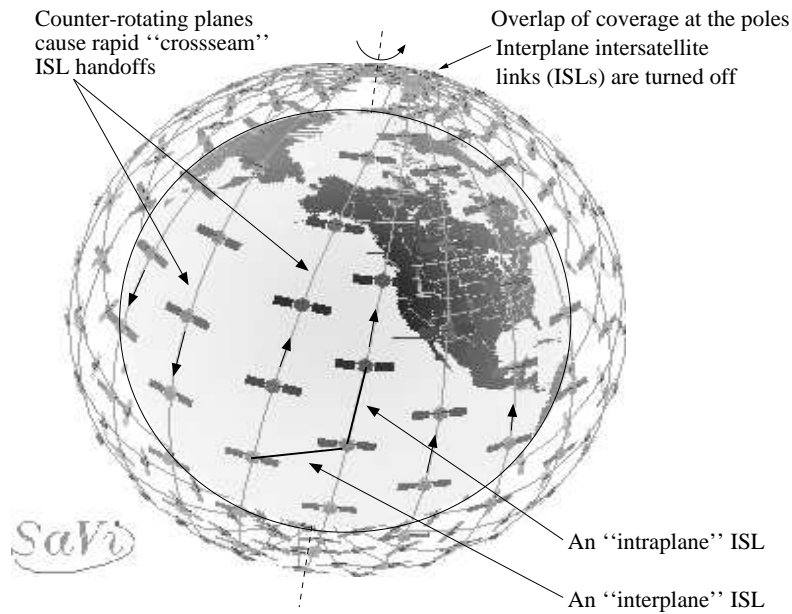 Counter-rotating planes
cause rapid ‘‘crossseam’’
ISL handoffs
Overlap of coverage at the poles
Interplane intersatellite
links (ISLs) are turned off
SaVi
An ‘‘intraplane’’ ISL
An ‘‘interplane’’ ISL